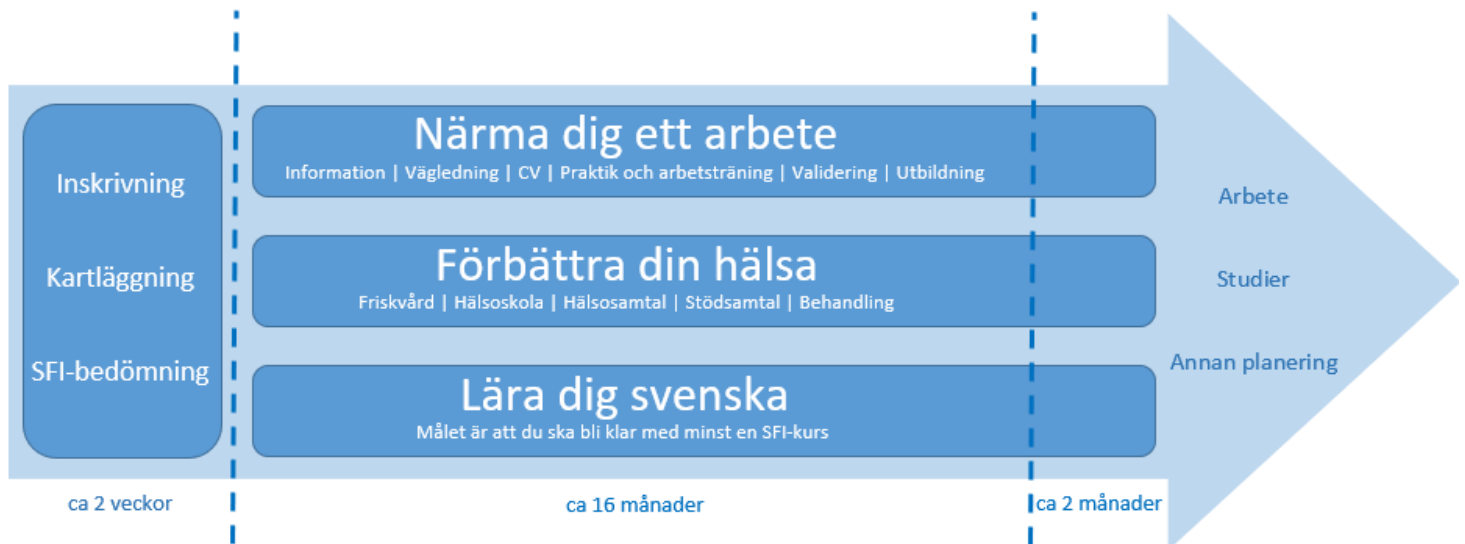 Inskrivning
Kartläggning
SFI-bedömning
Närma dig ett arbete
Information | Vägledning | CV | Praktik och arbetsträning | Validering | Utbildning
Förbättra din hälsa
Friskvård | Hälsoskola | Hälsosamtal | Stödsamtal | Behandling
Lära dig svenska
Målet är att du ska bli klar med minst en SFI-kurs
Arbete
Studier
Annan planering
ca 2 veckor
ca 16 månader
ca 2 månader